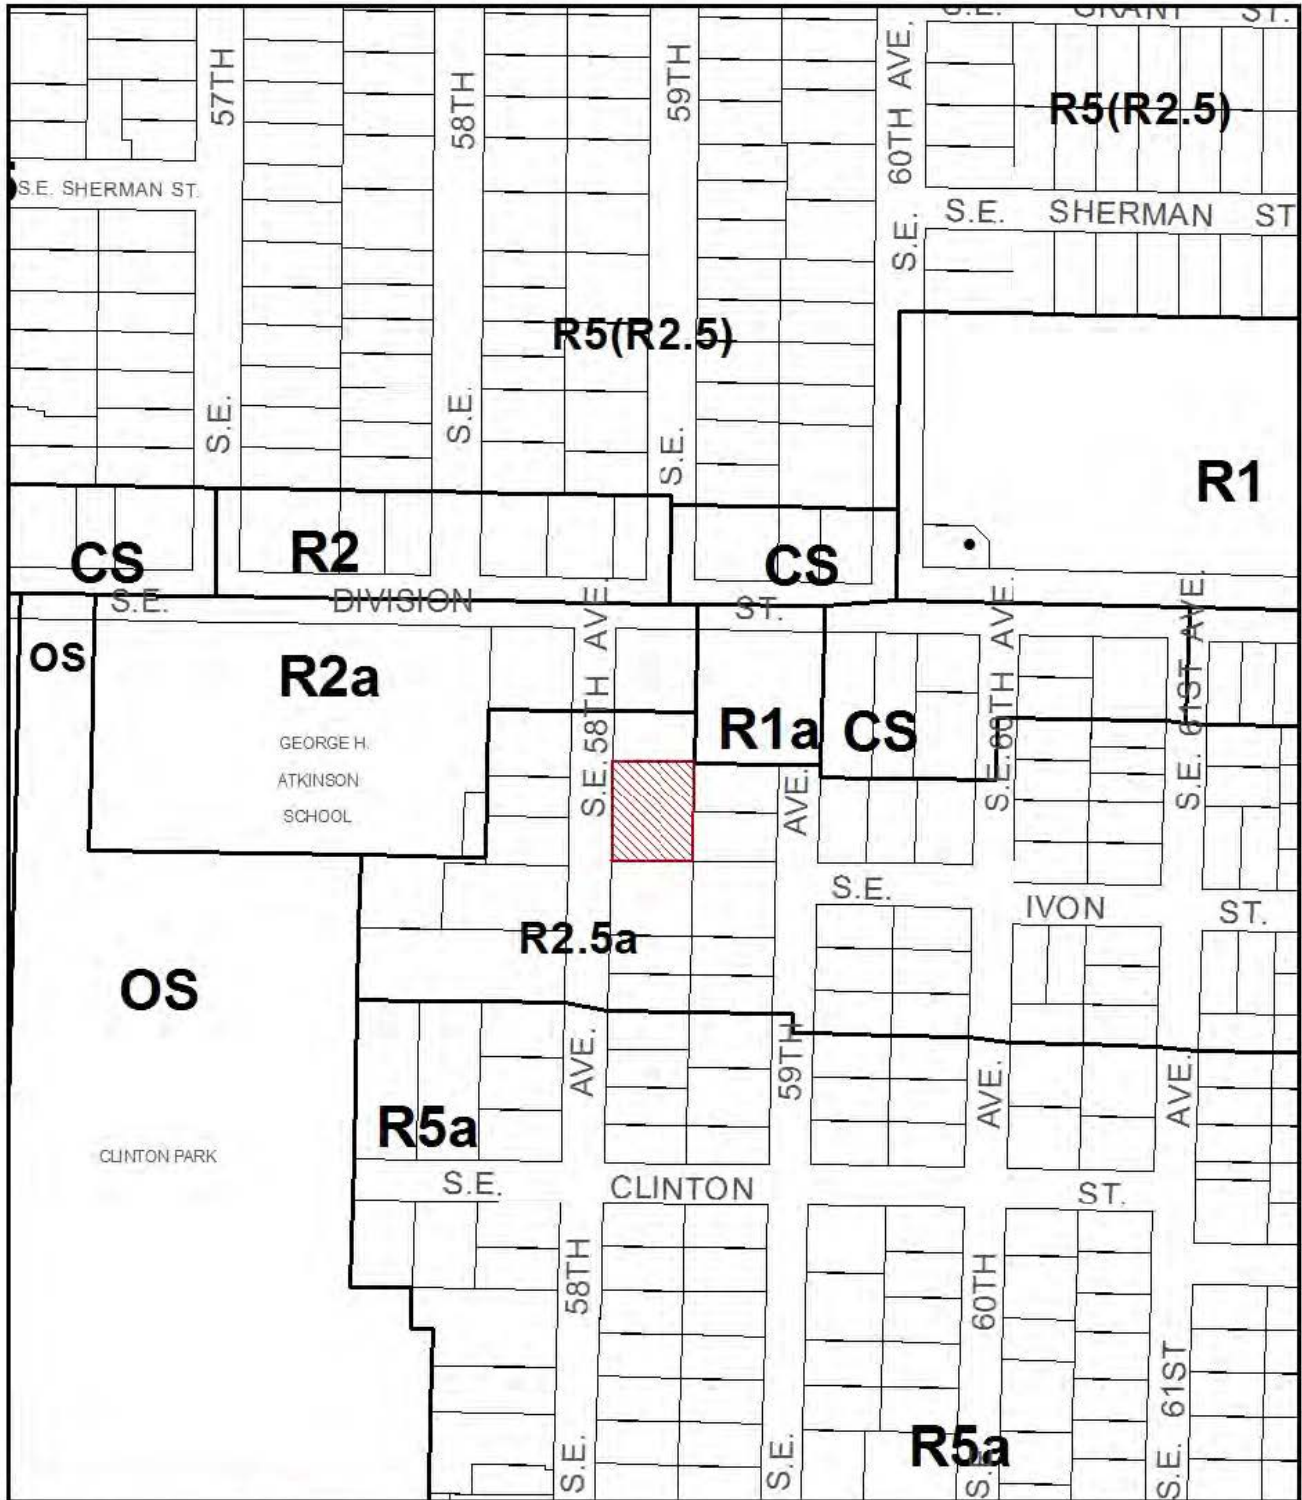 S.E. GRANT ST.
57TH
58TH
59TH
60TH AVE.
R5(R2.5)
S.E. SHERMAN ST.
S.E. SHERMAN ST
S.E.
R5(R2.5)
S.E.
S.E.
S.E.
R1
CS
R2
CS
S.E. DIVISION ST.
OS
R2a
S.E. 58TH AVE.
R1a
CS
S.E. 60TH AVE.
S.E. 61ST AVE.
GEORGE H.
ATKINSON
SCHOOL
AVE.
S.E. IVON ST.
R2.5a
OS
AVE.
59TH
AVE.
AVE.
R5a
CLINTON PARK
S.E. CLINTON ST.
58TH
60TH
61ST
R5a
S.E.
S.E.
S.E.
S.E.